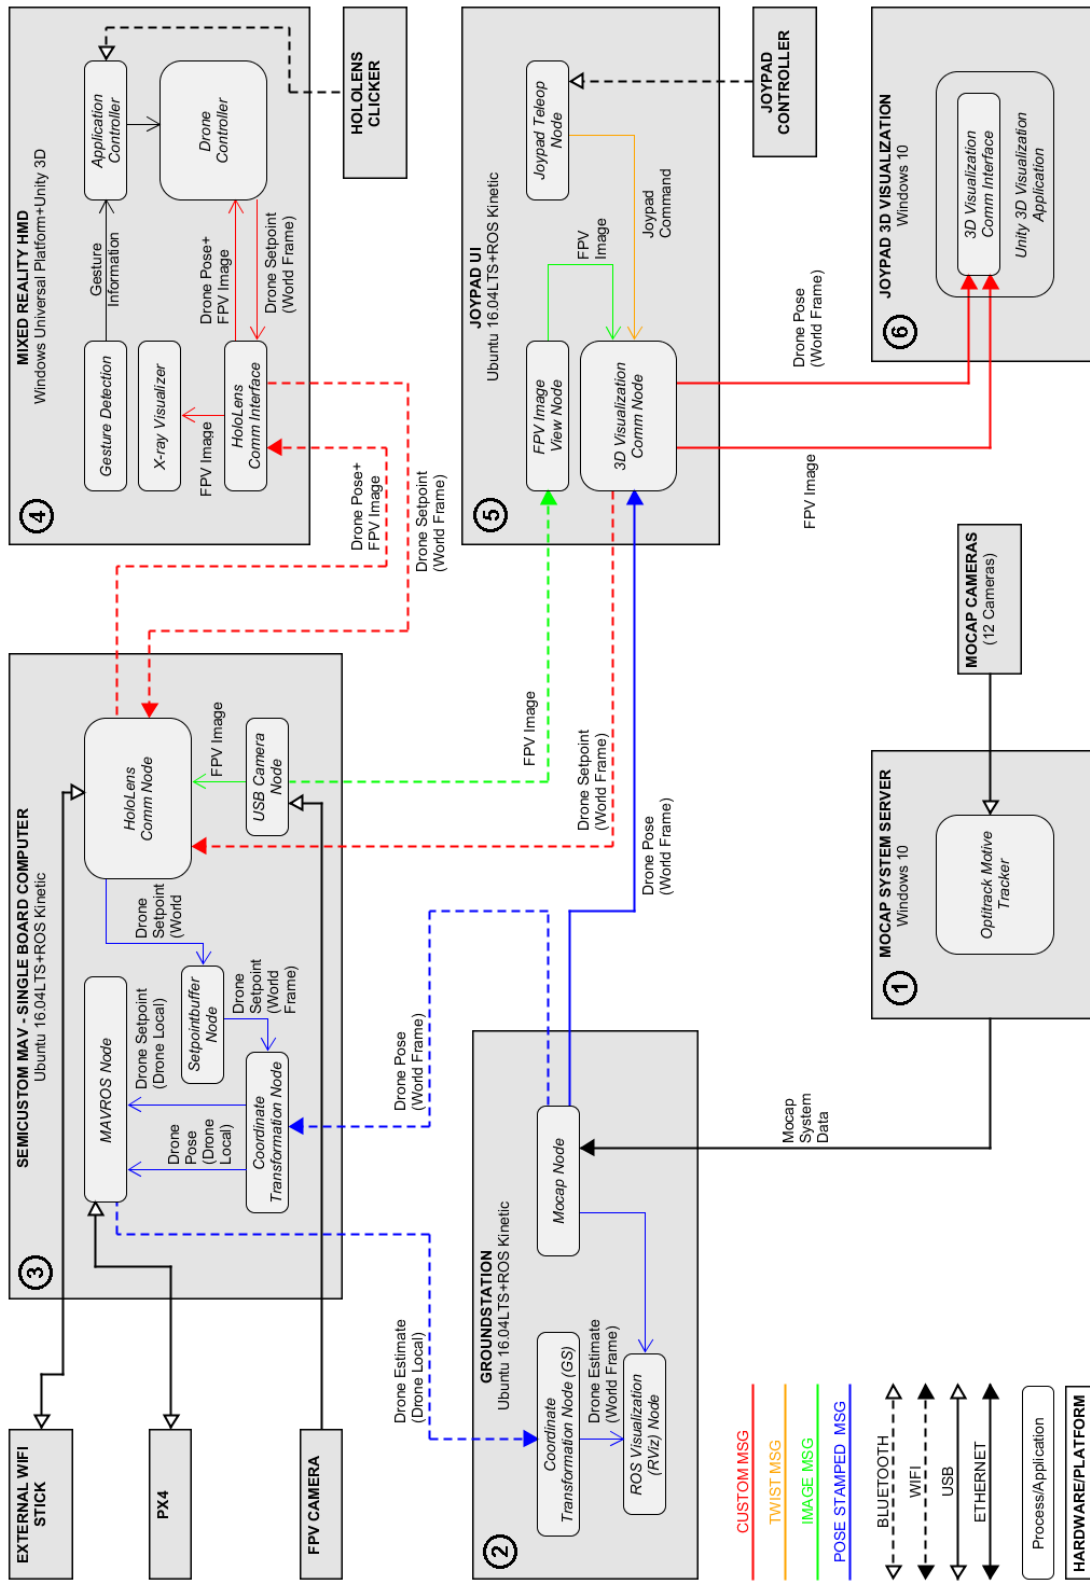 EXTERNAL WIFI
STICK
PX4
FPV CAMERA
3
SEMICUSTOM MAV - SINGLE BOARD COMPUTER
Ubuntu 16.04LTS+ROS Kinetic
MAVROS Node
Drone
Pose
(Drone
Local)
Drone Setpoint
(Drone Local)
Coordinate
Transformation Node
Setpointbuffer
Node
Drone
Setpoint
(World
Drone
Setpoint
(World
Frame)
HoloLens
Comm Node
FPV Image
USB Camera
Node
4
MIXED REALITY HMD
Windows Universal Platform+Unity 3D
Gesture Detection
Gesture
Information
Application
Controller
X-ray Visualizer
FPV Image
HoloLens
Comm Interface
Drone Pose+
FPV Image
Drone Setpoint
(World Frame)
Drone
Controller
HOLOLENS
CLICKER
Drone Pose+
FPV Image
Drone Setpoint
(World Frame)
Drone Estimate
(Drone Local)
Drone Pose
(World Frame)
FPV Image
Drone Setpoint
(World Frame)
Drone Pose
(World Frame)
2
GROUNDSTATION
Ubuntu 16.04LTS+ROS Kinetic
Coordinate
Transformation Node (GS)
Drone Estimate
(World Frame)
ROS Visualization
(RViz) Node
Mocap Node
5
JOYPAD UI
Ubuntu 16.04LTS+ROS Kinetic
FPV Image
View Node
FPV
Image
Joypad Teleop
Node
3D Visualization
Comm Node
Joypad
Command
JOYPAD
CONTROLLER
Mocap
System
Data
FPV Image
Drone Pose
(World Frame)
1
MOCAP SYSTEM SERVER
Windows 10
Optitrack Motive
Tracker
MOCAP CAMERAS
(12 Cameras)
6
JOYPAD 3D VISUALIZATION
Windows 10
3D Visualization
Comm Interface
Unity 3D Visualization
Application
CUSTOM MSG
TWIST MSG
IMAGE MSG
POSE STAMPED MSG
BLUETOOTH
WIFI
USB
ETHERNET
Process/Application
HARDWARE/PLATFORM